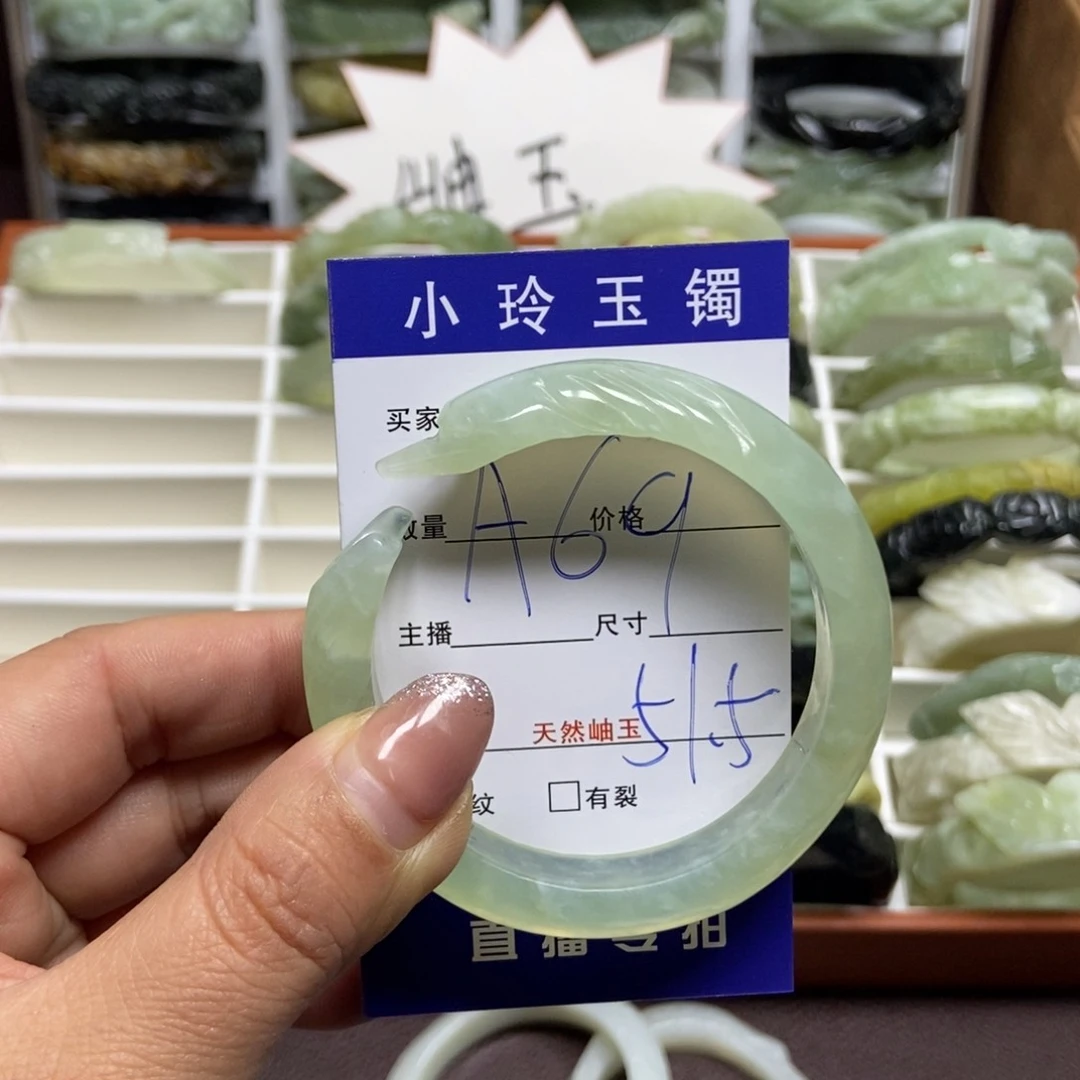 岫玉
小玲玉镯
买家
数量 价格
A69
主播 尺寸
天然岫玉 51.5
纹 □有裂
直播专拍